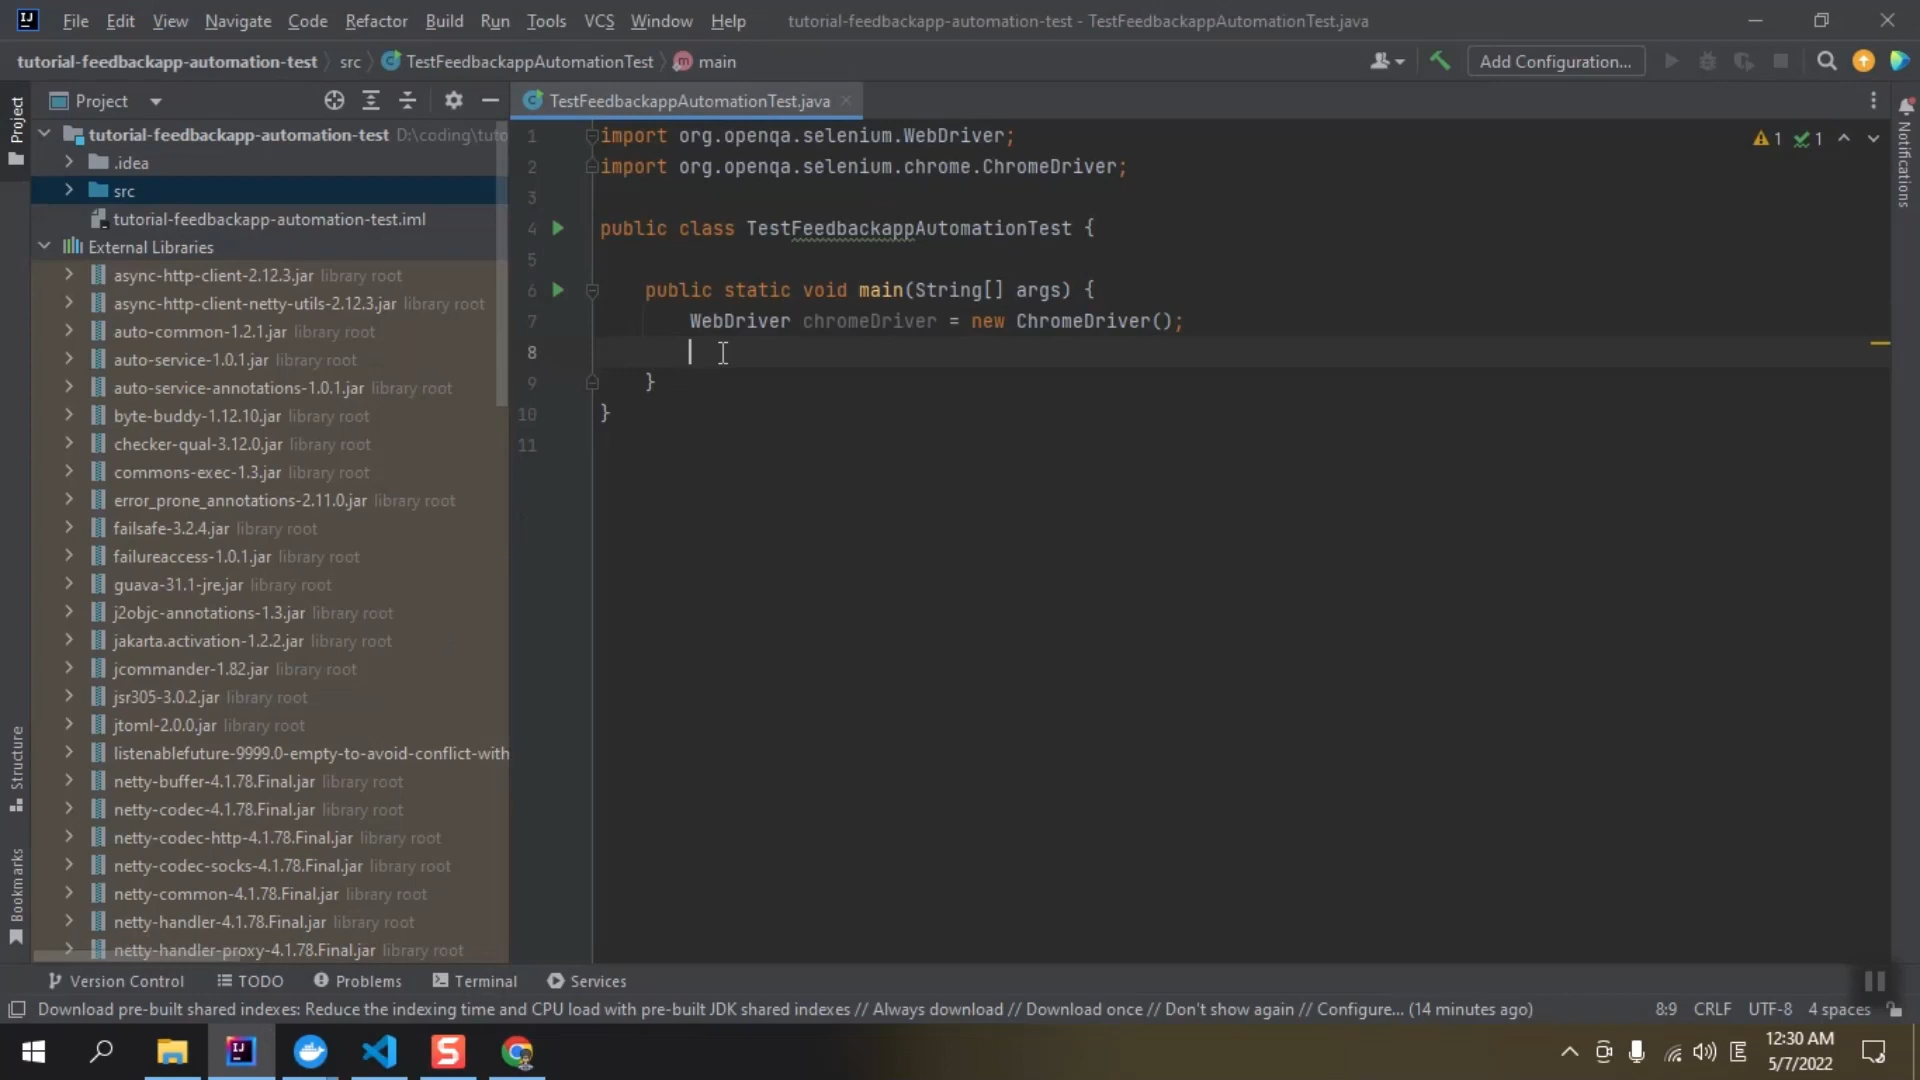 File Edit View Navigate Code Refactor Build Run Tools VCS Window Help tutorial-feedbackapp-automation-test - TestFeedbackappAutomationTest.java
tutorial-feedbackapp-automation-test src TestFeedbackappAutomationTest main Add Configuration...
Project
TestFeedbackappAutomationTest.java
Project
Structure
Bookmarks
tutorial-feedbackapp-automation-test D:\coding\tuto
.idea
src
tutorial-feedbackapp-automation-test.iml
External Libraries
async-http-client-2.12.3.jar library root
async-http-client-netty-utils-2.12.3.jar library root
auto-common-1.2.1.jar library root
auto-service-1.0.1.jar library root
auto-service-annotations-1.0.1.jar library root
byte-buddy-1.12.10.jar library root
checker-qual-3.12.0.jar library root
commons-exec-1.3.jar library root
error_prone_annotations-2.11.0.jar library root
failsafe-3.2.4.jar library root
failureaccess-1.0.1.jar library root
guava-31.1-jre.jar library root
j2objc-annotations-1.3.jar library root
jakarta.activation-1.2.2.jar library root
jcommander-1.82.jar library root
jsr305-3.0.2.jar library root
jtoml-2.0.0.jar library root
listenablefuture-9999.0-empty-to-avoid-conflict-with
netty-buffer-4.1.78.Final.jar library root
netty-codec-4.1.78.Final.jar library root
netty-codec-http-4.1.78.Final.jar library root
netty-codec-socks-4.1.78.Final.jar library root
netty-common-4.1.78.Final.jar library root
netty-handler-4.1.78.Final.jar library root
netty-handler-proxy-4.1.78.Final.jar library root
1 import org.openqa.selenium.WebDriver;
2 import org.openqa.selenium.chrome.ChromeDriver;
3
4 public class TestFeedbackappAutomationTest {
5
6 public static void main(String[] args) {
7 WebDriver chromeDriver = new ChromeDriver();
8
9 }
10 }
11
1 1
Notifications
Version Control TODO Problems Terminal Services
Download pre-built shared indexes: Reduce the indexing time and CPU load with pre-built JDK shared indexes // Always download // Download once // Don't show again // Configure... (14 minutes ago) 8:9 CRLF UTF-8 4 spaces
12:30 AM
5/7/2022